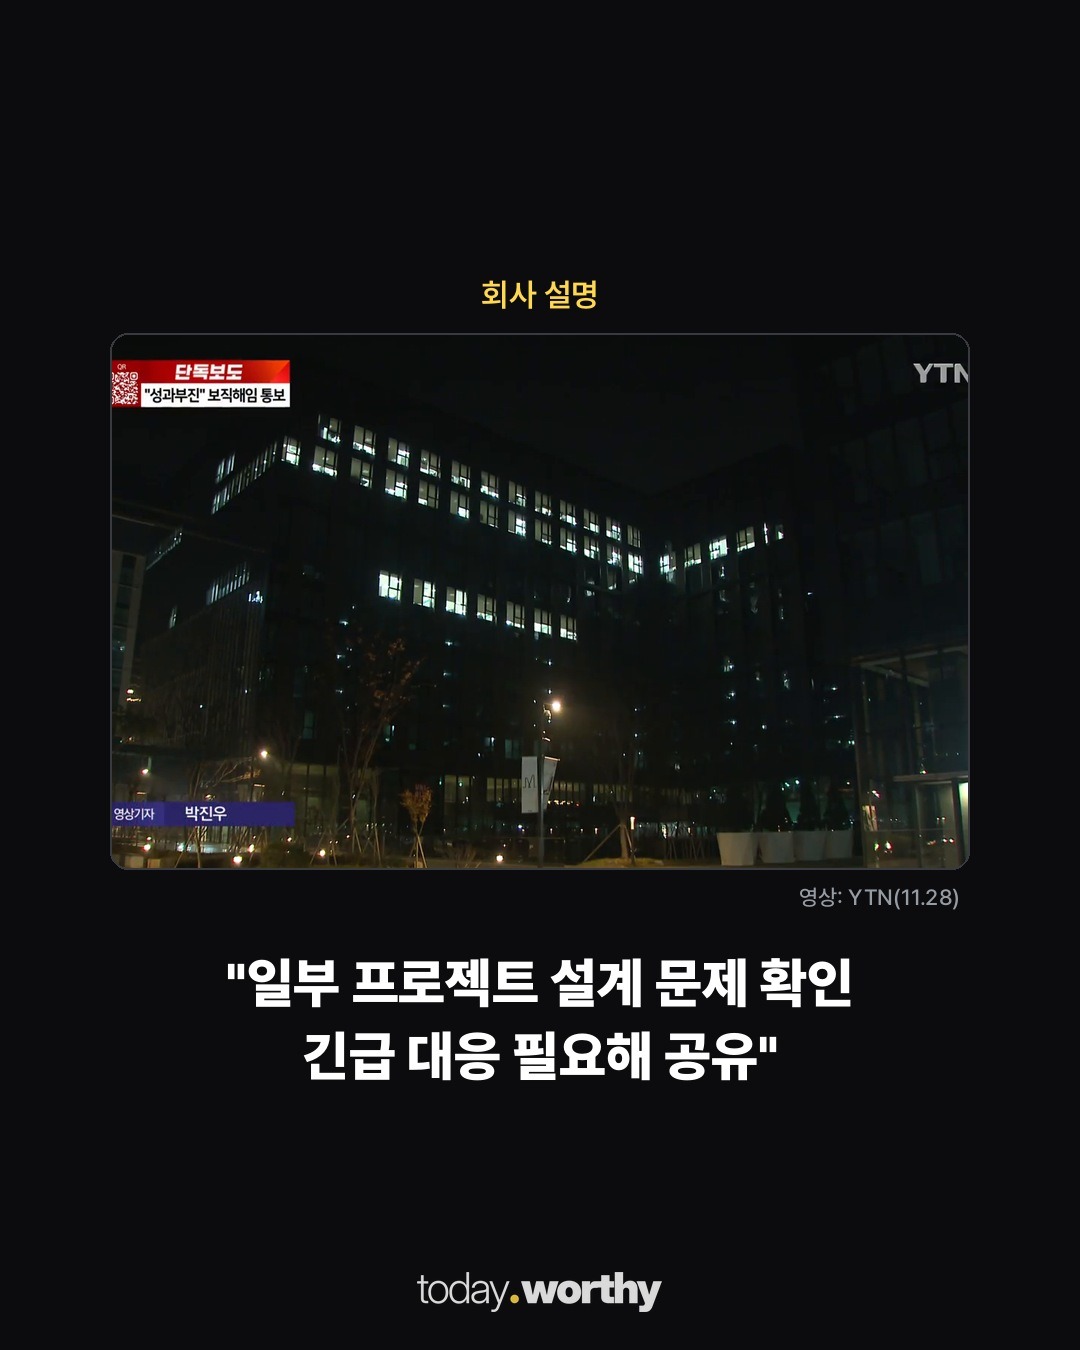 회사 설명
QR
단독보도
"성과부진" 보직해임 통보
YTN
영상기자 박진우
영상: YTN(11.28)
"일부 프로젝트 설계 문제 확인
긴급 대응 필요해 공유"
today.worthy